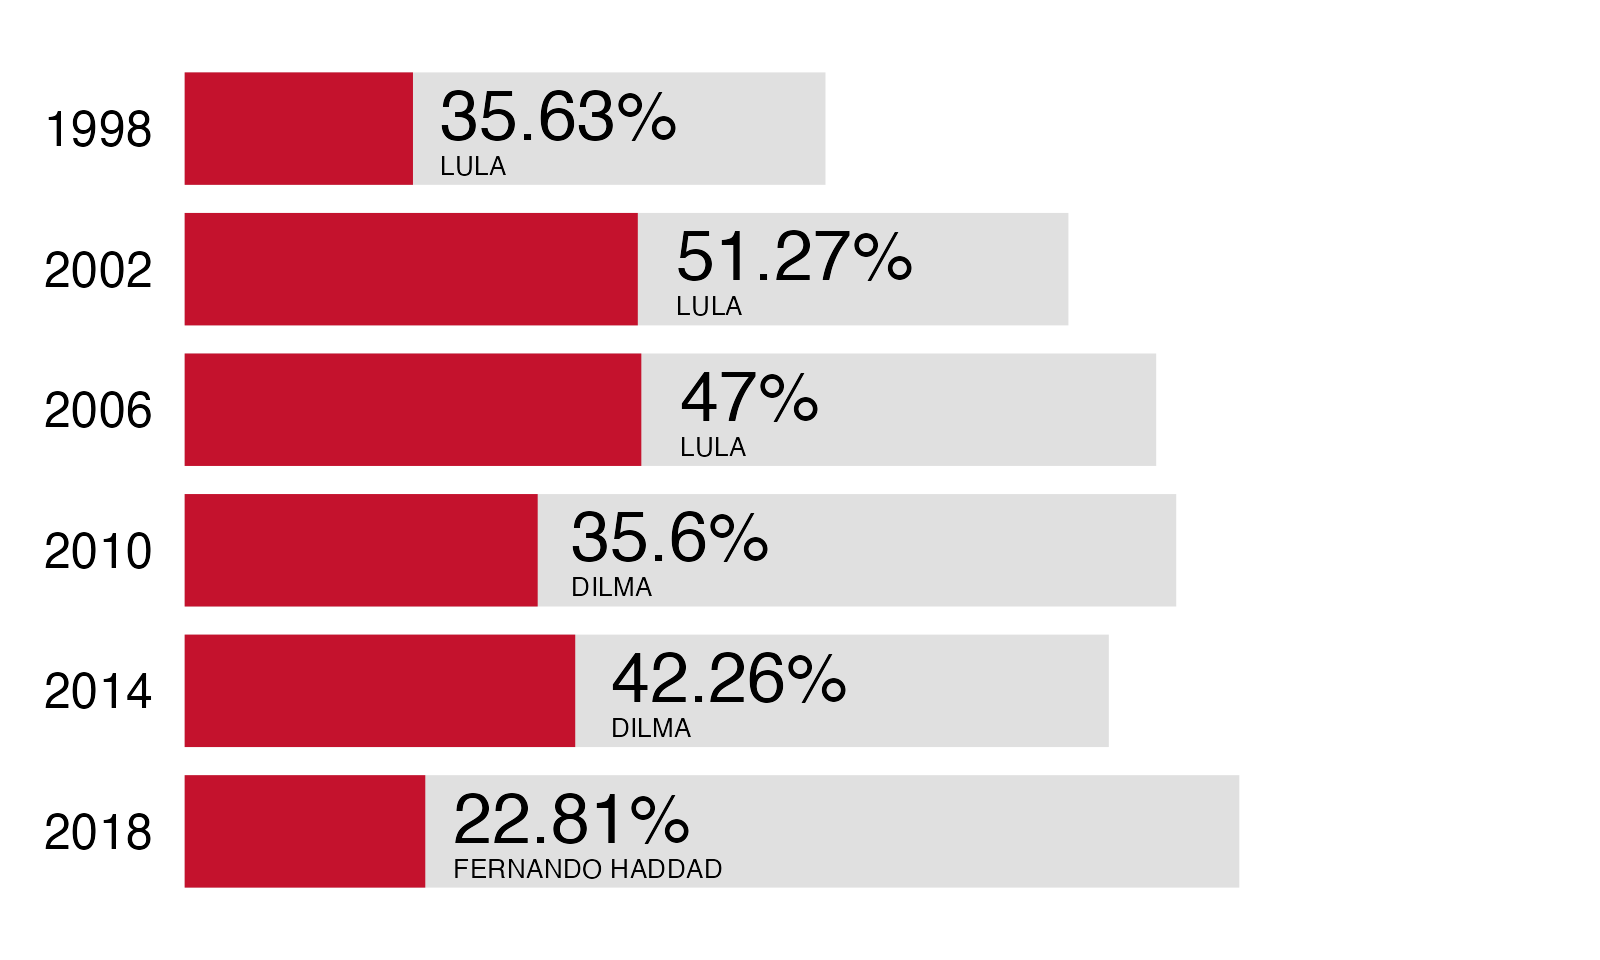 1998
35.63%
LULA
2002
51.27%
LULA
2006
47%
LULA
2010
35.6%
DILMA
2014
42.26%
DILMA
2018
22.81%
FERNANDO HADDAD